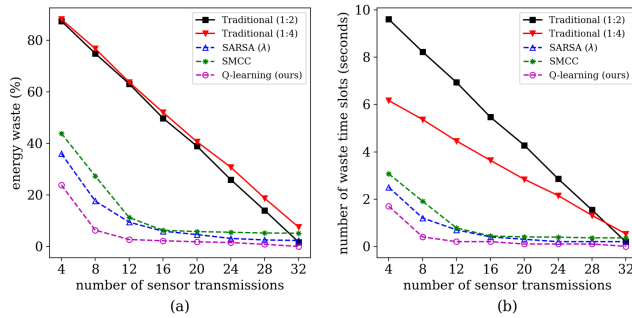 Traditional (1:2)
Traditional (1:4)
SARSA (λ)
SMCC
Q-learning (ours)
energy waste (%)
80
60
40
20
0
4 8 12 16 20 24 28 32
number of sensor transmissions
(a)
Traditional (1:2)
Traditional (1:4)
SARSA (λ)
SMCC
Q-learning (ours)
number of waste time slots (seconds)
10
8
6
4
2
0
4 8 12 16 20 24 28 32
number of sensor transmissions
(b)